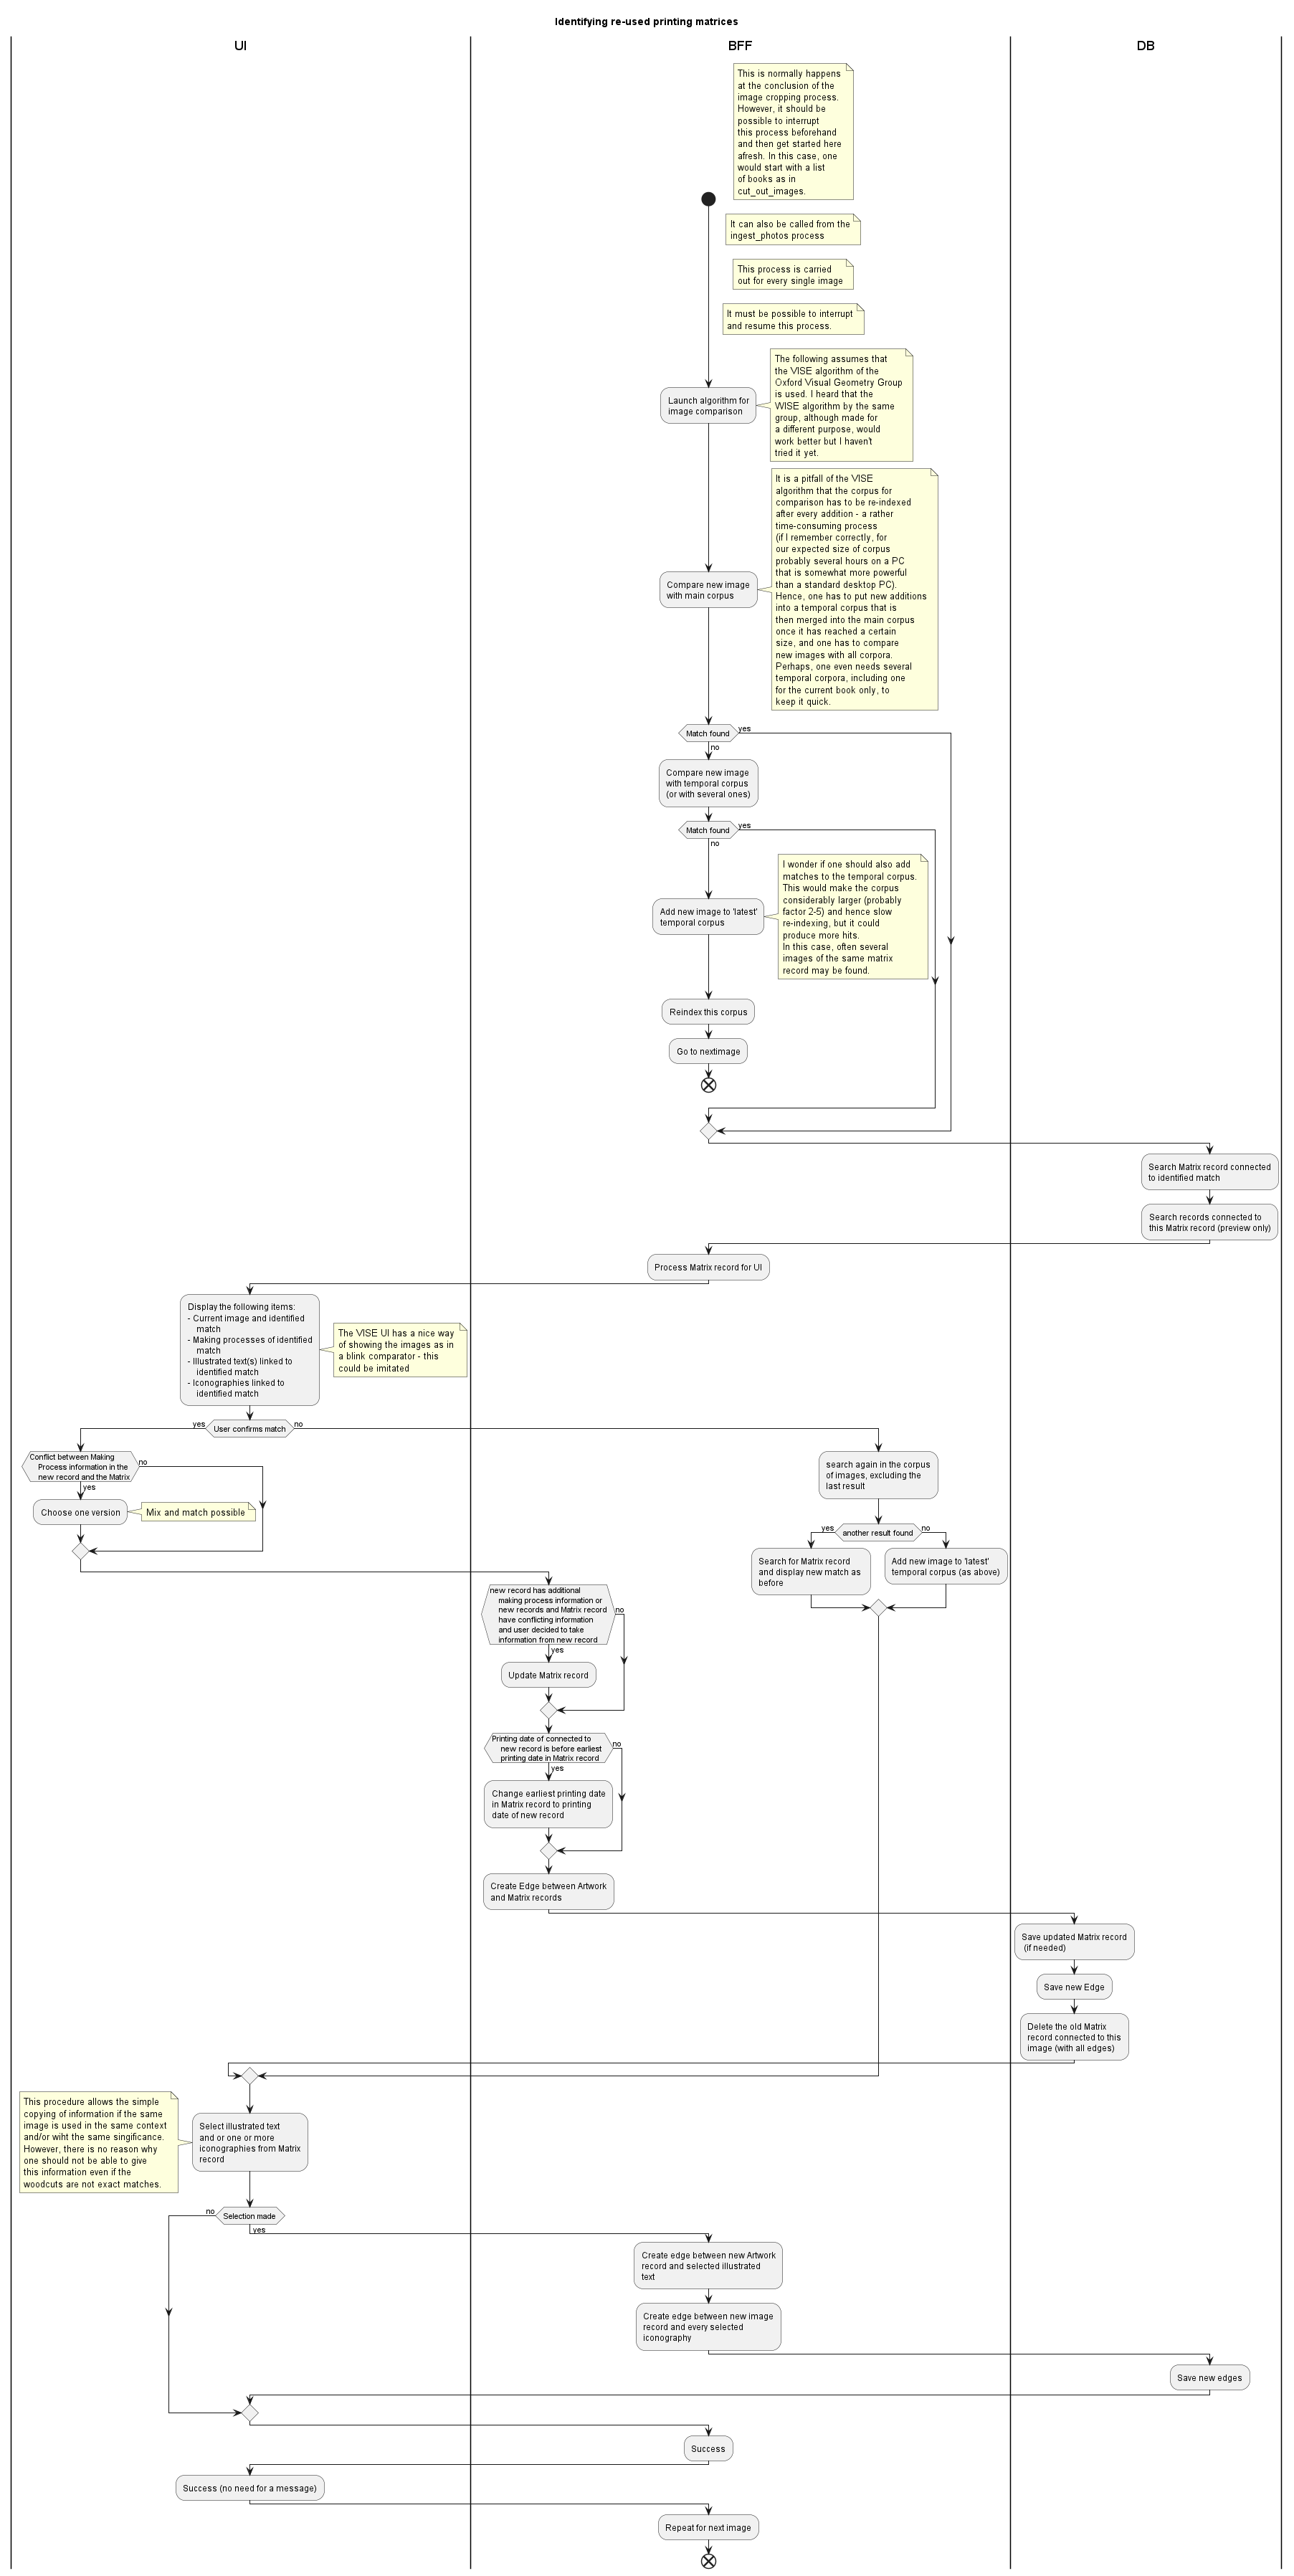 Identifying re-used printing matrices
UI
BFF
DB
This is normally happens
at the conclusion of the
image cropping process.
However, it should be
possible to interrupt
this process beforehand
and then get started here
afresh. In this case, one
would start with a list
of books as in
cut_out_images.
It can also be called from the
ingest_photos process
This process is carried
out for every single image
It must be possible to interrupt
and resume this process.
Launch algorithm for
image comparison
The following assumes that
the VISE algorithm of the
Oxford Visual Geometry Group
is used. I heard that the
WISE algorithm by the same
group, although made for
a different purpose, would
work better but I haven't
tried it yet.
Compare new image
with main corpus
It is a pitfall of the VISE
algorithm that the corpus for
comparison has to be re-indexed
after every addition - a rather
time-consuming process
(if I remember correctly, for
our expected size of corpus
probably several hours on a PC
that is somewhat more powerful
than a standard desktop PC).
Hence, one has to put new additions
into a temporal corpus that is
then merged into the main corpus
once it has reached a certain
size, and one has to compare
new images with all corpora.
Perhaps, one even needs several
temporal corpora, including one
for the current book only, to
keep it quick.
Match found
yes
no
Compare new image
with temporal corpus
(or with several ones)
Match found
yes
no
Add new image to 'latest'
temporal corpus
I wonder if one should also add
matches to the temporal corpus.
This would make the corpus
considerably larger (probably
factor 2-5) and hence slow
re-indexing, but it could
produce more hits.
In this case, often several
images of the same matrix
record may be found.
Reindex this corpus
Go to nextimage
Search Matrix record connected
to identified match
Search records connected to
this Matrix record (preview only)
Process Matrix record for UI
Display the following items:
- Current image and identified
match
- Making processes of identified
match
- Illustrated text(s) linked to
identified match
- Iconographies linked to
identified match
The VISE UI has a nice way
of showing the images as in
a blink comparator - this
could be imitated
yes
User confirms match
no
Conflict between Making
Process information in the
new record and the Matrix
no
yes
Choose one version
Mix and match possible
search again in the corpus
of images, excluding the
last result
yes
another result found
no
Search for Matrix record
and display new match as
before
Add new image to 'latest'
temporal corpus (as above)
new record has additional
making process information or
new records and Matrix record
have conflicting information
and user decided to take
information from new record
no
yes
Update Matrix record
Printing date of connected to
new record is before earliest
printing date in Matrix record
no
yes
Change earliest printing date
in Matrix record to printing
date of new record
Create Edge between Artwork
and Matrix records
Save updated Matrix record
(if needed)
Save new Edge
Delete the old Matrix
record connected to this
image (with all edges)
This procedure allows the simple
copying of information if the same
image is used in the same context
and/or wiht the same singificance.
However, there is no reason why
one should not be able to give
this information even if the
woodcuts are not exact matches.
Select illustrated text
and or one or more
iconographies from Matrix
record
no
Selection made
yes
Create edge between new Artwork
record and selected illustrated
text
Create edge between new image
record and every selected
iconography
Save new edges
Success
Success (no need for a message)
Repeat for next image